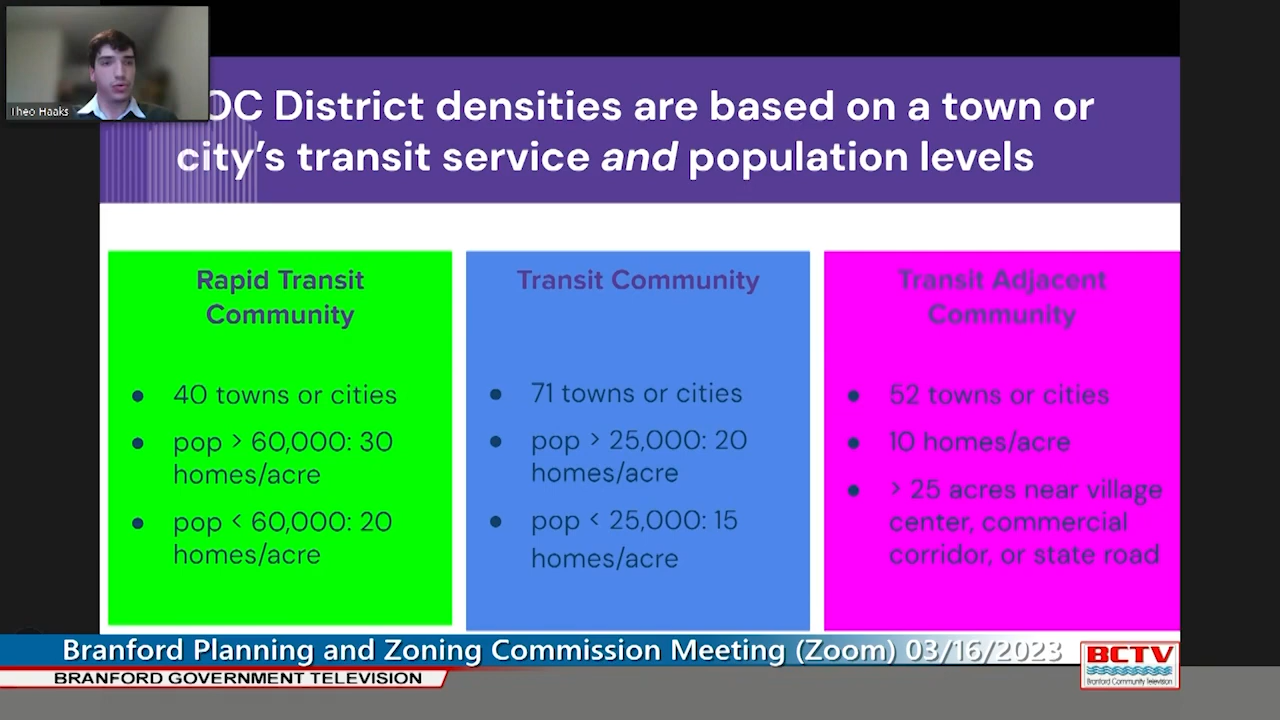 Theo Haaks
OC District densities are based on a town or
city's transit service and population levels
Rapid Transit
Community
• 40 towns or cities
• pop > 60,000: 30
homes/acre
• pop < 60,000: 20
homes/acre
Transit Community
• 71 towns or cities
• pop > 25,000: 20
homes/acre
• pop < 25,000: 15
homes/acre
Transit Adjacent
Community
• 52 towns or cities
• 10 homes/acre
• > 25 acres near village
center, commercial
corridor, or state road
Branford Planning and Zoning Commission Meeting (Zoom) 03/16/2023
BRANFORD GOVERNMENT TELEVISION
BCTV
Branford Community Television